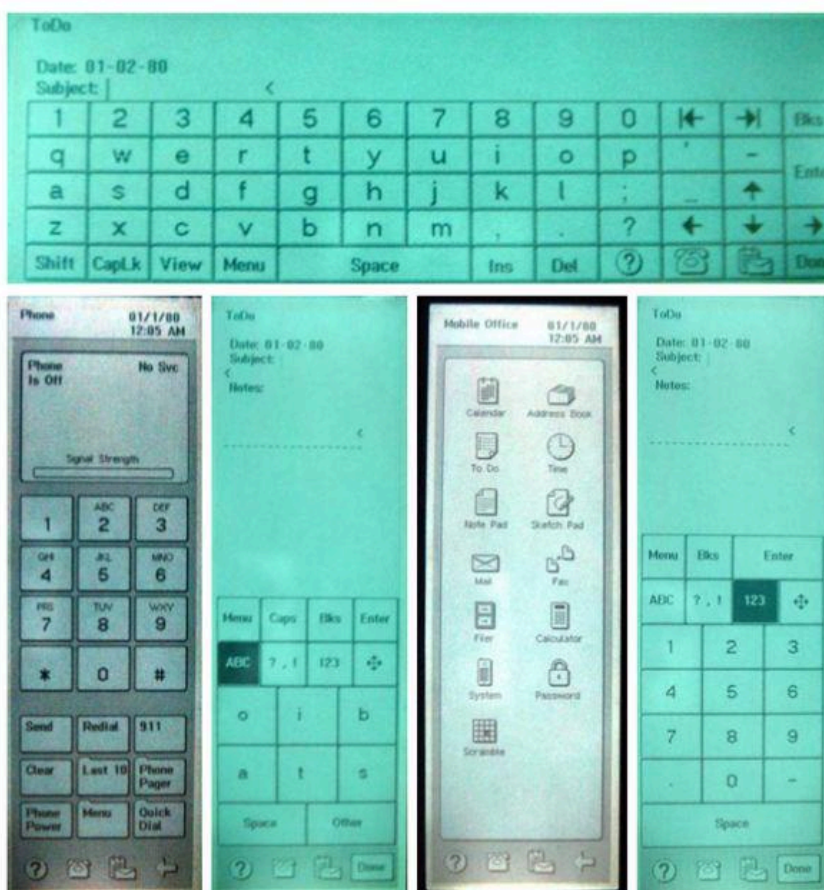 ToDo
Date: 01-02-80
Subject: <
1 2 3 4 5 6 7 8 9 0 |← →| Bks
q w e r t y u i o p ' -
a s d f g h j k l ; _ ↑
z x c v b n m , . ? ← ↓ →
Shift CapLk View Menu Space Ins Del ? Done
Phone 01/1/80
12:05 AM
Phone No Svc
Is Off
Signal Strength
1 ABC 2 DEF 3
GHI 4 JKL 5 MNO 6
PRS 7 TUV 8 WXY 9
* 0 #
Send Redial 911
Clear Last 10 Phone Pager
Phone Power Menu Quick Dial
?
ToDo
Date: 01-02-80
Subject:
<
Notes:
<
Menu Caps Bks Enter
ABC ? , ! 123
o i b
a t s
Space Other
? Done
Mobile Office 01/1/80
12:05 AM
Calendar Address Book
To Do Time
Note Pad Sketch Pad
Mail Fax
Filer Calculator
System Password
Scramble
?
ToDo
Date: 01-02-80
Subject:
<
Notes:
<
Menu Bks Enter
ABC ? , ! 123
1 2 3
4 5 6
7 8 9
. 0 -
Space
? Done